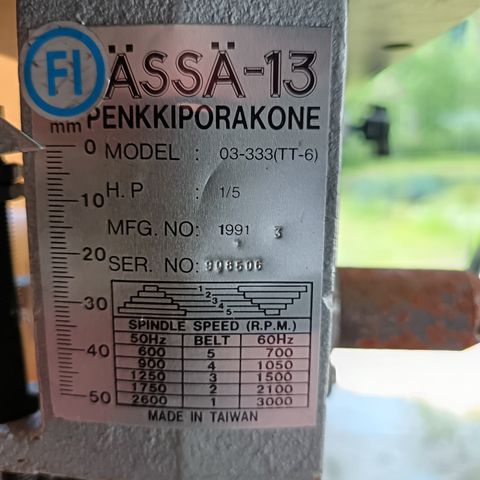 FI ÄSSÄ-13
mm PENKKIPORAKONE
0 MODEL : 03-333(TT-6)
10 H.P : 1/5
MFG. NO: 1991 3
20 SER. NO: 908506
30 1 2 3 4 5
SPINDLE SPEED (R.P.M.)
50Hz BELT 60Hz
600 5 700
40 900 4 1050
1250 3 1500
1750 2 2100
50 2600 1 3000
MADE IN TAIWAN